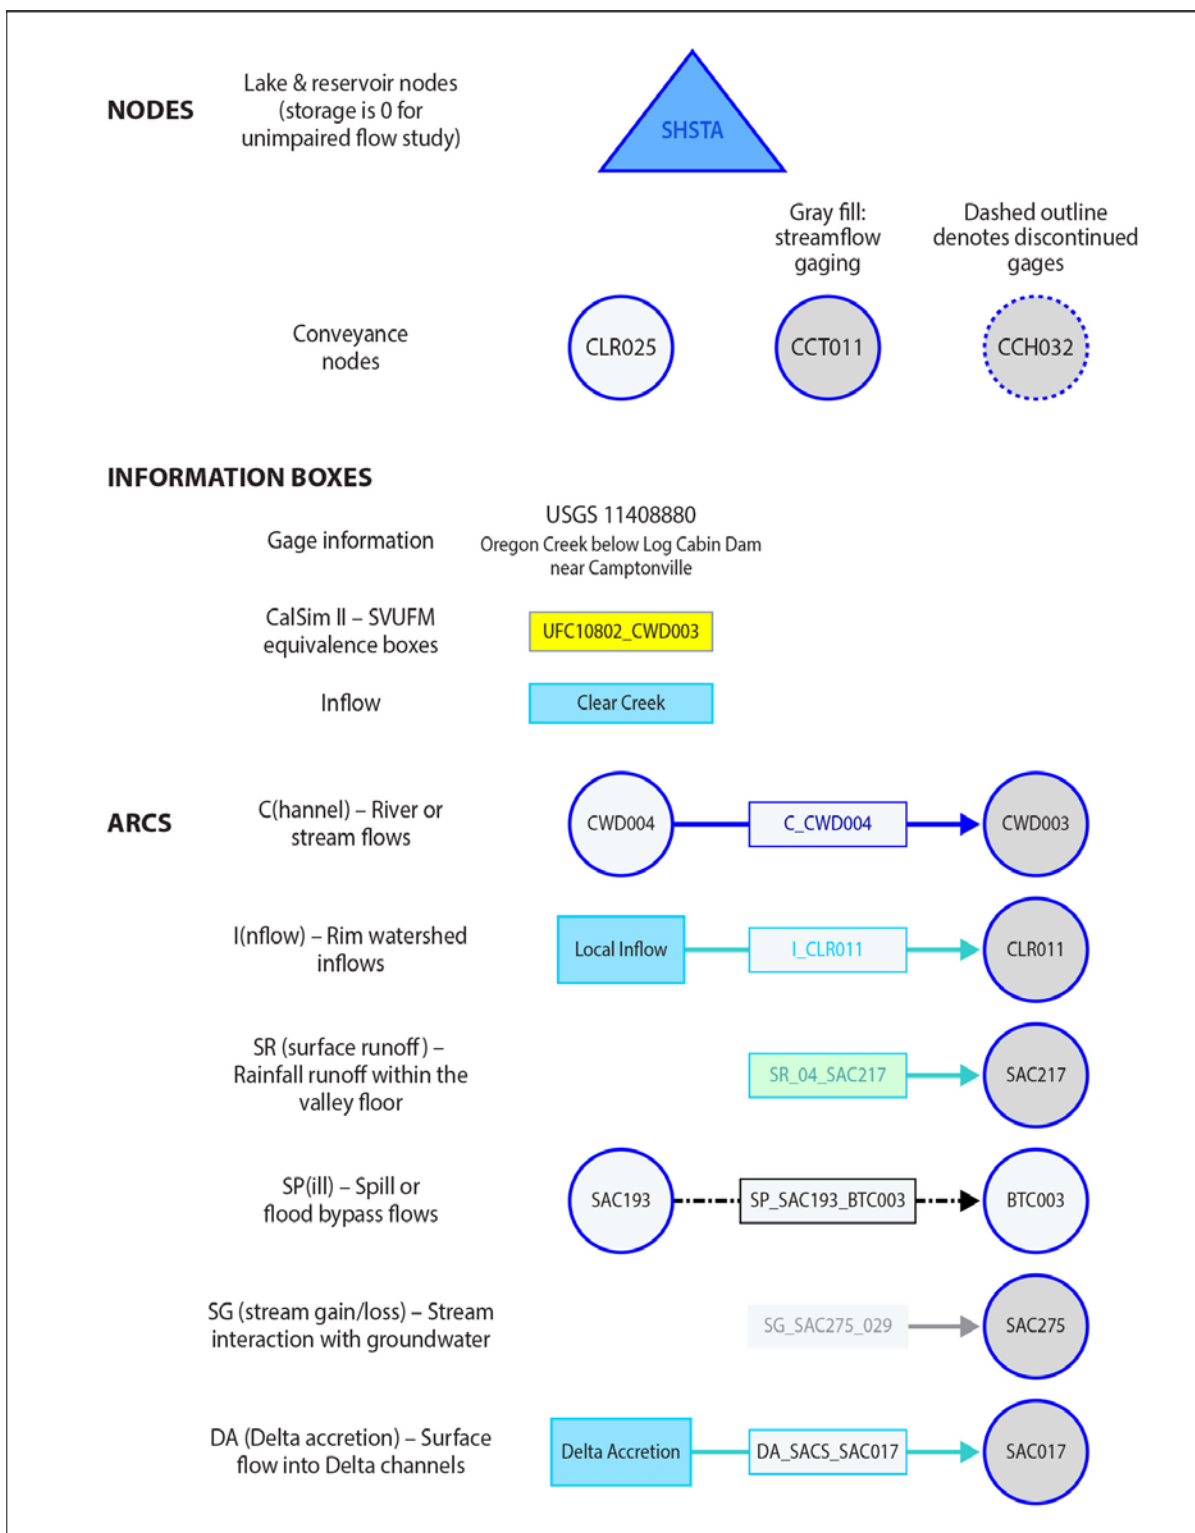 NODES
Lake & reservoir nodes
(storage is 0 for
unimpaired flow study)
SHSTA
Gray fill:
streamflow
gaging
Dashed outline
denotes discontinued
gages
Conveyance
nodes
CLR025
CCT011
CCH032
INFORMATION BOXES
Gage information
USGS 11408880
Oregon Creek below Log Cabin Dam
near Camptonville
CalSim II – SVUFM
equivalence boxes
UFC10802_CWD003
Inflow
Clear Creek
ARCS
C(hannel) – River or
stream flows
CWD004
C_CWD004
CWD003
I(nflow) – Rim watershed
inflows
Local Inflow
I_CLR011
CLR011
SR (surface runoff) –
Rainfall runoff within the
valley floor
SR_04_SAC217
SAC217
SP(ill) – Spill or
flood bypass flows
SAC193
SP_SAC193_BTC003
BTC003
SG (stream gain/loss) – Stream
interaction with groundwater
SG_SAC275_029
SAC275
DA (Delta accretion) – Surface
flow into Delta channels
Delta Accretion
DA_SACS_SAC017
SAC017